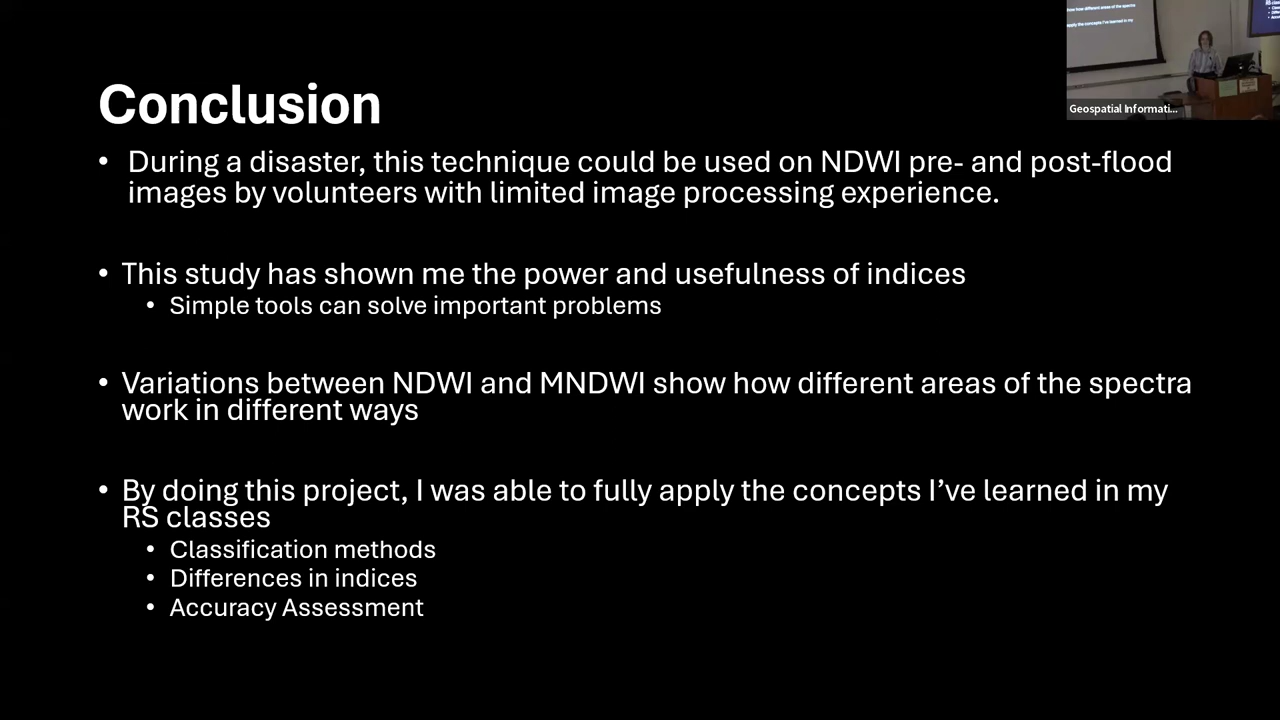 Conclusion
• During a disaster, this technique could be used on NDWI pre- and post-flood
images by volunteers with limited image processing experience.
• This study has shown me the power and usefulness of indices
• Simple tools can solve important problems
• Variations between NDWI and MNDWI show how different areas of the spectra
work in different ways
• By doing this project, I was able to fully apply the concepts I've learned in my
RS classes
• Classification methods
• Differences in indices
• Accuracy Assessment
Geospatial Informati...